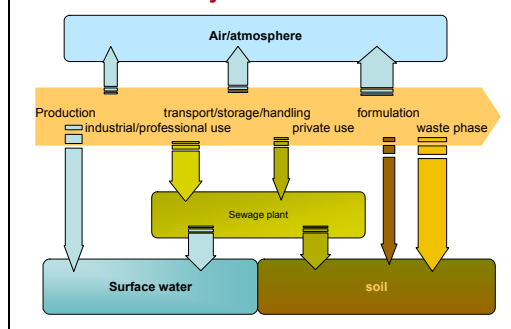 Air/atmosphere
Production transport/storage/handling formulation
industrial/professional use private use waste phase
Sewage plant
Surface water soil